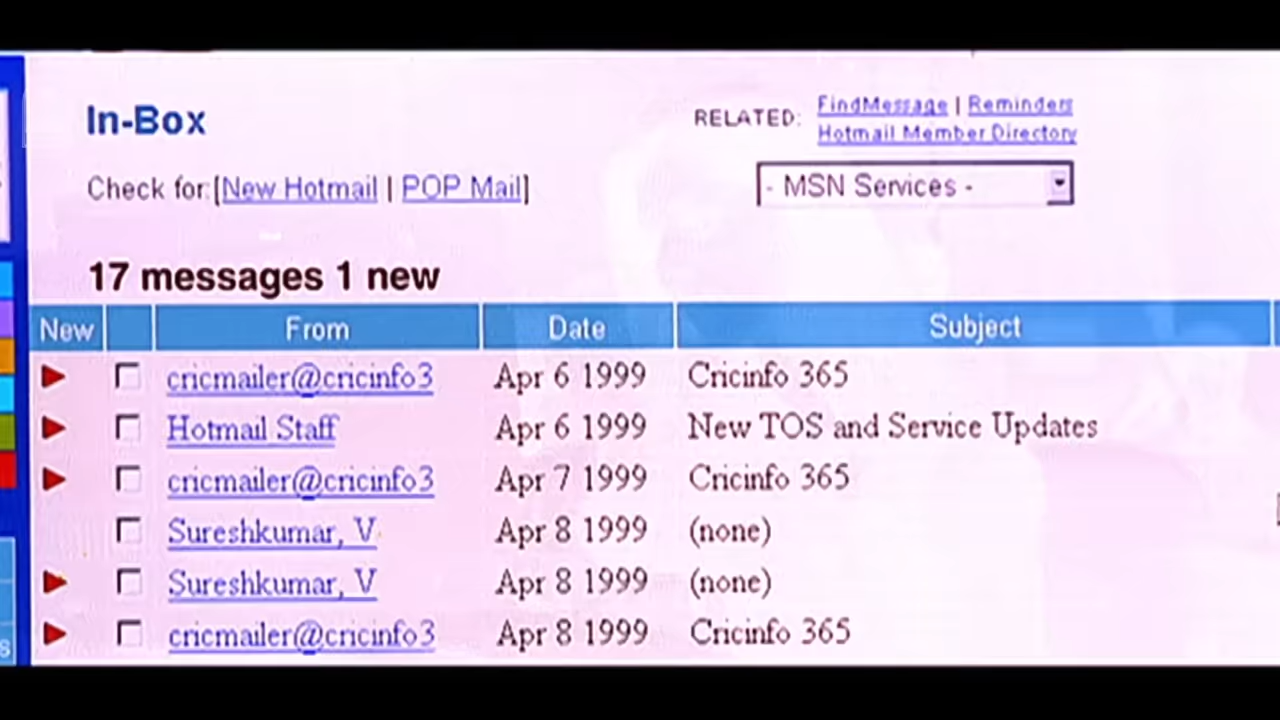 In-Box
RELATED: FindMessage | Reminders
Hotmail Member Directory
Check for:[New Hotmail | POP Mail]
- MSN Services -
17 messages 1 new
New From Date Subject
cricmailer@cricinfo3 Apr 6 1999 Cricinfo 365
Hotmail Staff Apr 6 1999 New TOS and Service Updates
cricmailer@cricinfo3 Apr 7 1999 Cricinfo 365
Sureshkumar, V Apr 8 1999 (none)
Sureshkumar, V Apr 8 1999 (none)
cricmailer@cricinfo3 Apr 8 1999 Cricinfo 365
s